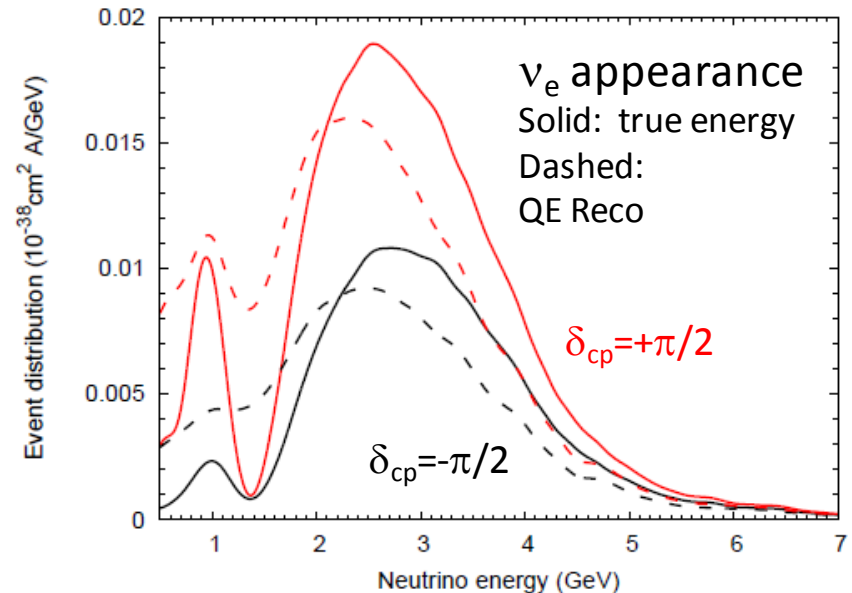 0.02
0.015
0.01
0.005
0
1
2
3
4
5
6
7
Event distribution (10⁻³⁸cm² A/GeV)
Neutrino energy (GeV)
νₑ appearance
Solid: true energy
Dashed:
QE Reco
δcp=+π/2
δcp=-π/2